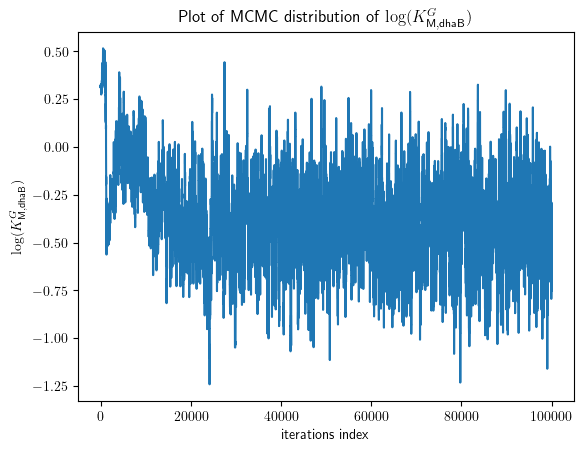 Plot of MCMC distribution of log(K^G_M,dhaB)
0.50
0.25
0.00
−0.25
−0.50
−0.75
−1.00
−1.25
log(K^G_M,dhaB)
0 20000 40000 60000 80000 100000
iterations index